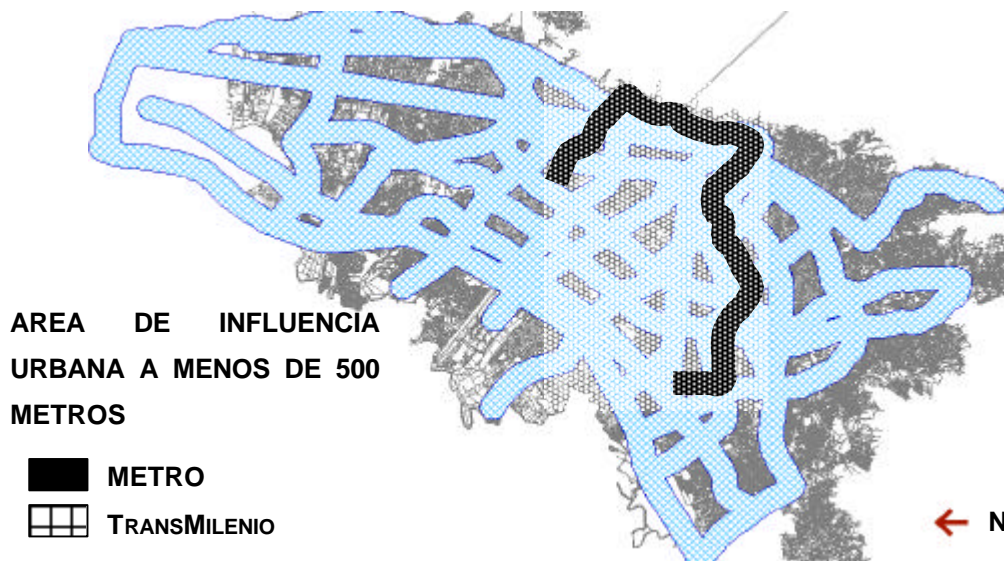 AREA DE INFLUENCIA
URBANA A MENOS DE 500
METROS
METRO
TRANSMILENIO
N